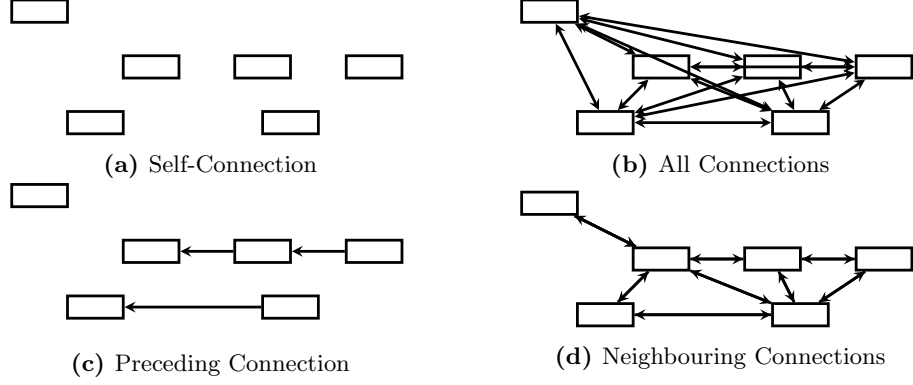 (a) Self-Connection
(b) All Connections
(c) Preceding Connection
(d) Neighbouring Connections